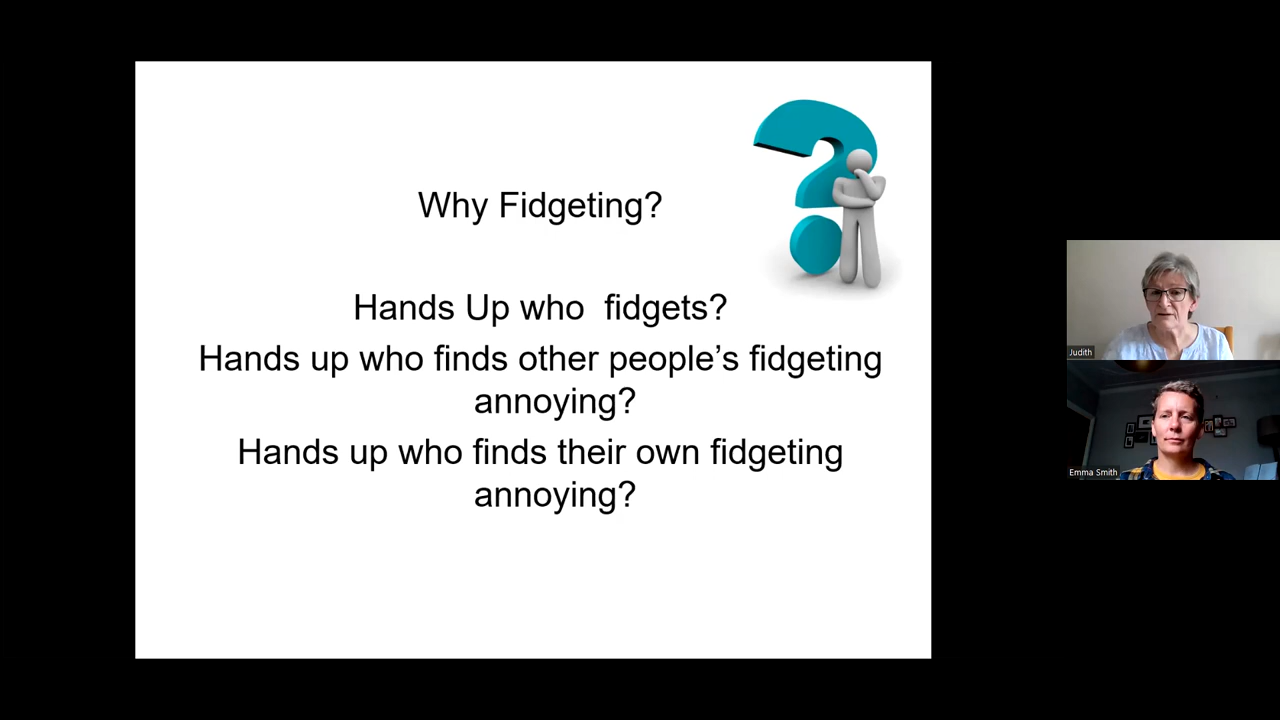 Why Fidgeting?
Hands Up who  fidgets?
Hands up who finds other people’s fidgeting
annoying?
Hands up who finds their own fidgeting
annoying?
Judith
Emma Smith